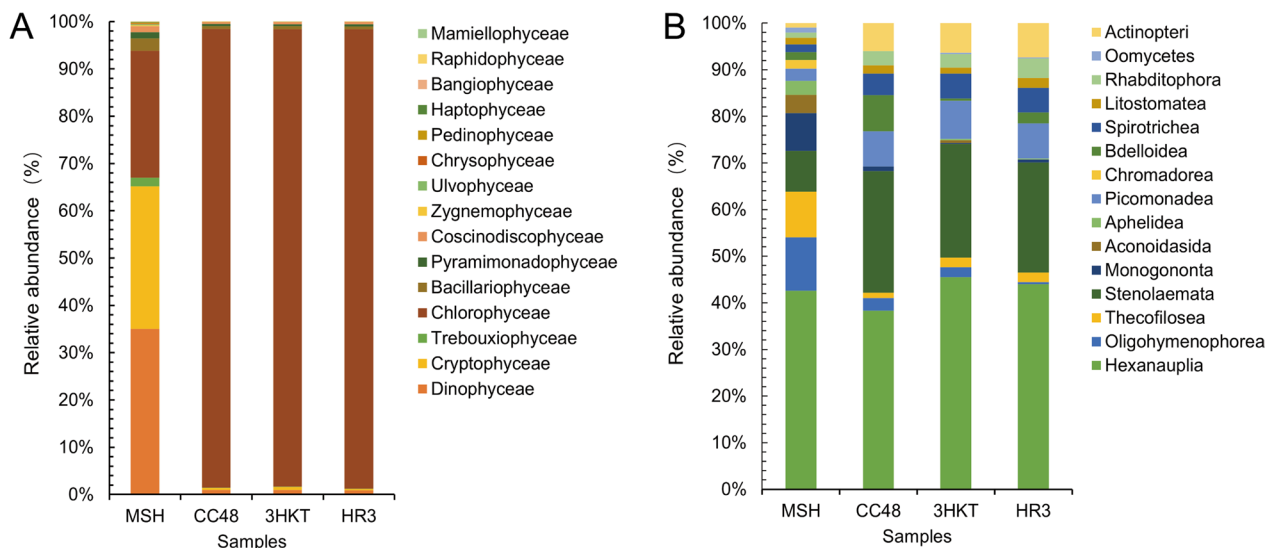 A
Relative abundance (%)
100%
90%
80%
70%
60%
50%
40%
30%
20%
10%
0%
MSH CC48 3HKT HR3
Samples
Mamiellophyceae
Raphidophyceae
Bangiophyceae
Haptophyceae
Pedinophyceae
Chrysophyceae
Ulvophyceae
Zygnemophyceae
Coscinodiscophyceae
Pyramimonadophyceae
Bacillariophyceae
Chlorophyceae
Trebouxiophyceae
Cryptophyceae
Dinophyceae
B
Relative abundance (%)
100%
90%
80%
70%
60%
50%
40%
30%
20%
10%
0%
MSH CC48 3HKT HR3
Samples
Actinopteri
Oomycetes
Rhabditophora
Litostomatea
Spirotrichea
Bdelloidea
Chromadorea
Picomonadea
Aphelidea
Aconoidasida
Monogononta
Stenolaemata
Thecofilosea
Oligohymenophorea
Hexanauplia